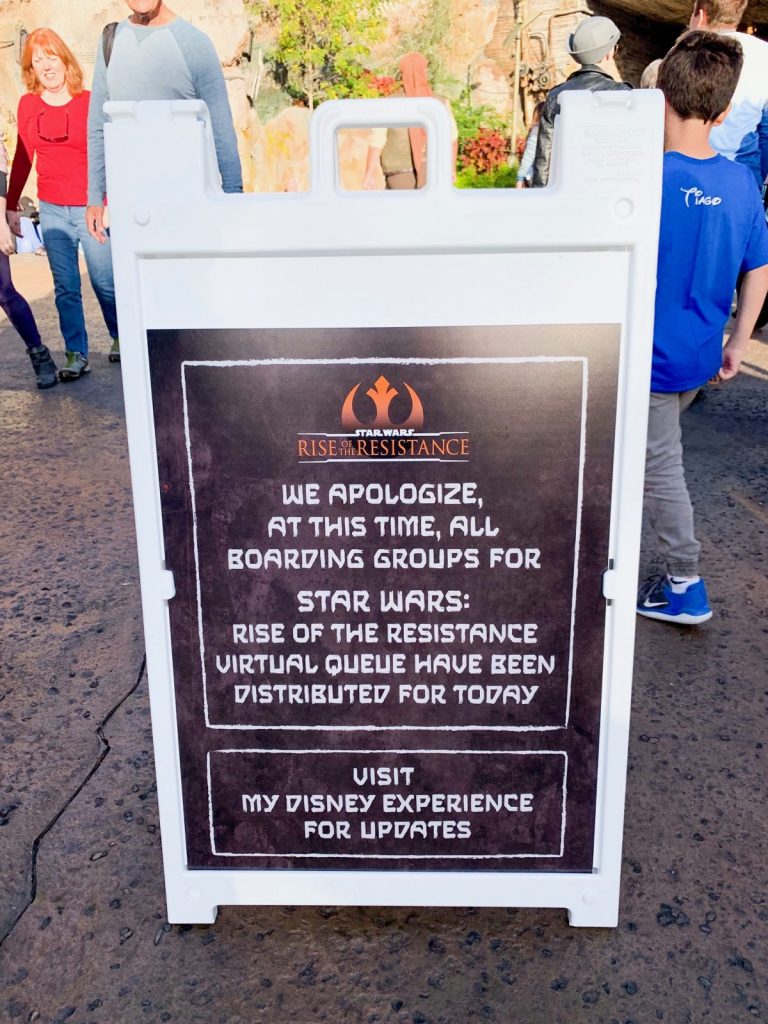 Tiago
STAR WARS
RISE OF THE RESISTANCE
WE APOLOGIZE,
AT THIS TIME, ALL
BOARDING GROUPS FOR
STAR WARS:
RISE OF THE RESISTANCE
VIRTUAL QUEUE HAVE BEEN
DISTRIBUTED FOR TODAY
VISIT
MY DISNEY EXPERIENCE
FOR UPDATES